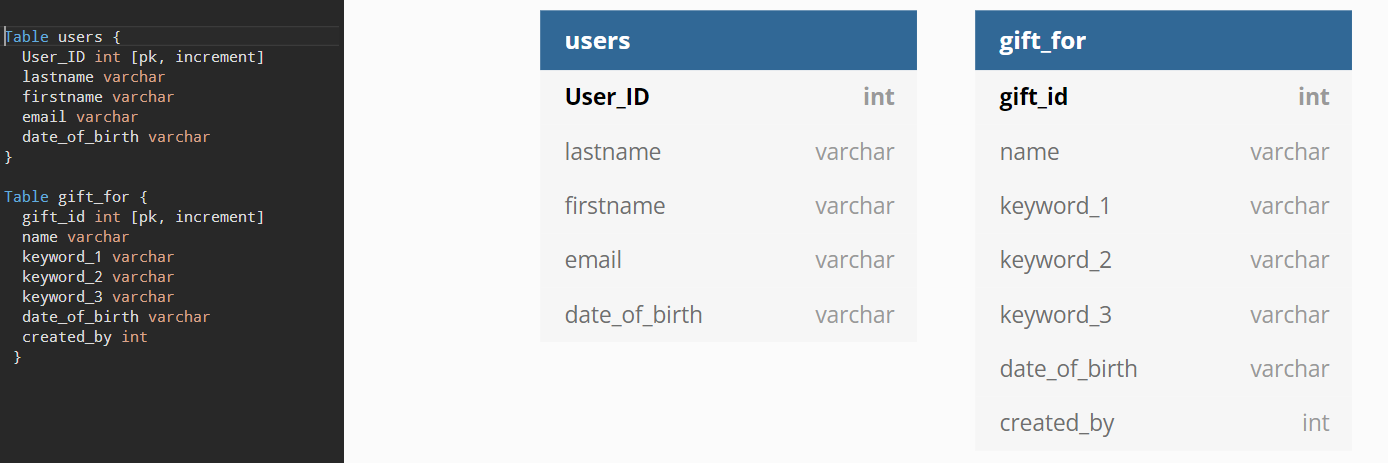 Table users {
User_ID int [pk, increment]
lastname varchar
firstname varchar
email varchar
date_of_birth varchar
}
Table gift_for {
gift_id int [pk, increment]
name varchar
keyword_1 varchar
keyword_2 varchar
keyword_3 varchar
date_of_birth varchar
created_by int
}
users
User_ID int
lastname varchar
firstname varchar
email varchar
date_of_birth varchar
gift_for
gift_id int
name varchar
keyword_1 varchar
keyword_2 varchar
keyword_3 varchar
date_of_birth varchar
created_by int